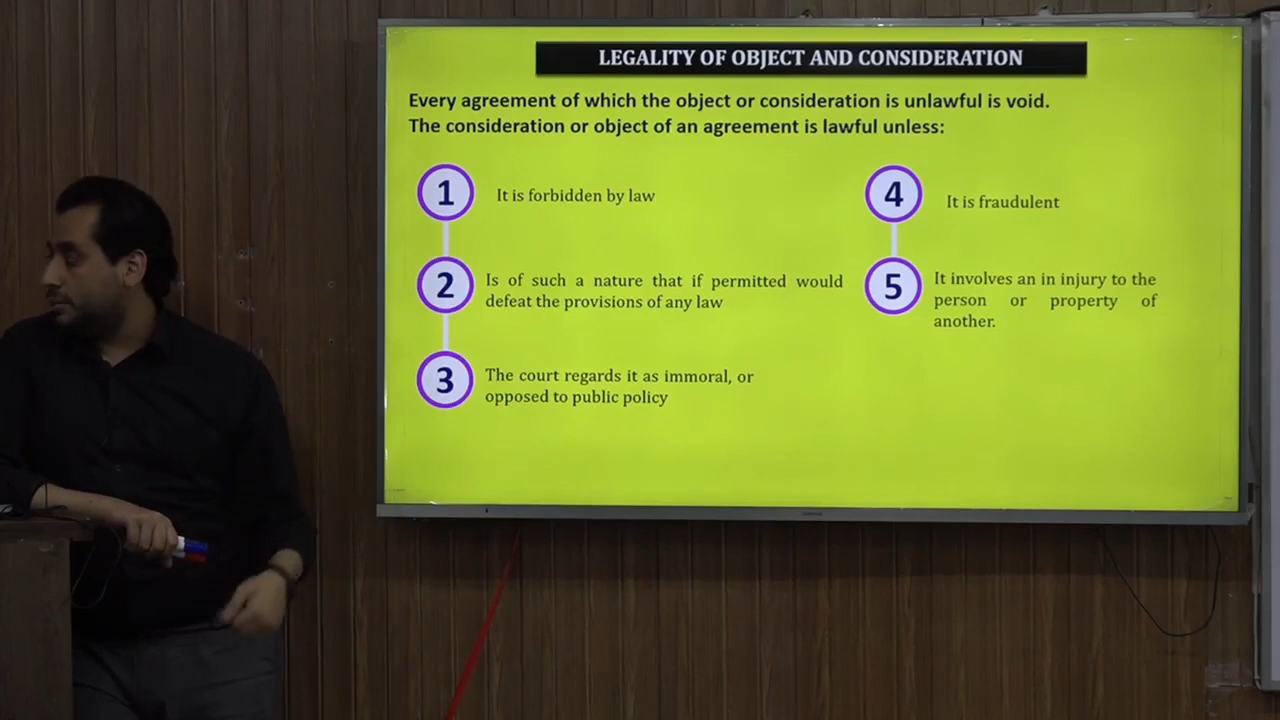 LEGALITY OF OBJECT AND CONSIDERATION
Every agreement of which the object or consideration is unlawful is void.
The consideration or object of an agreement is lawful unless:
1
It is forbidden by law
2
Is of such a nature that if permitted would
defeat the provisions of any law
3
The court regards it as immoral, or
opposed to public policy
4
It is fraudulent
5
It involves an in injury to the
person or property of
another.